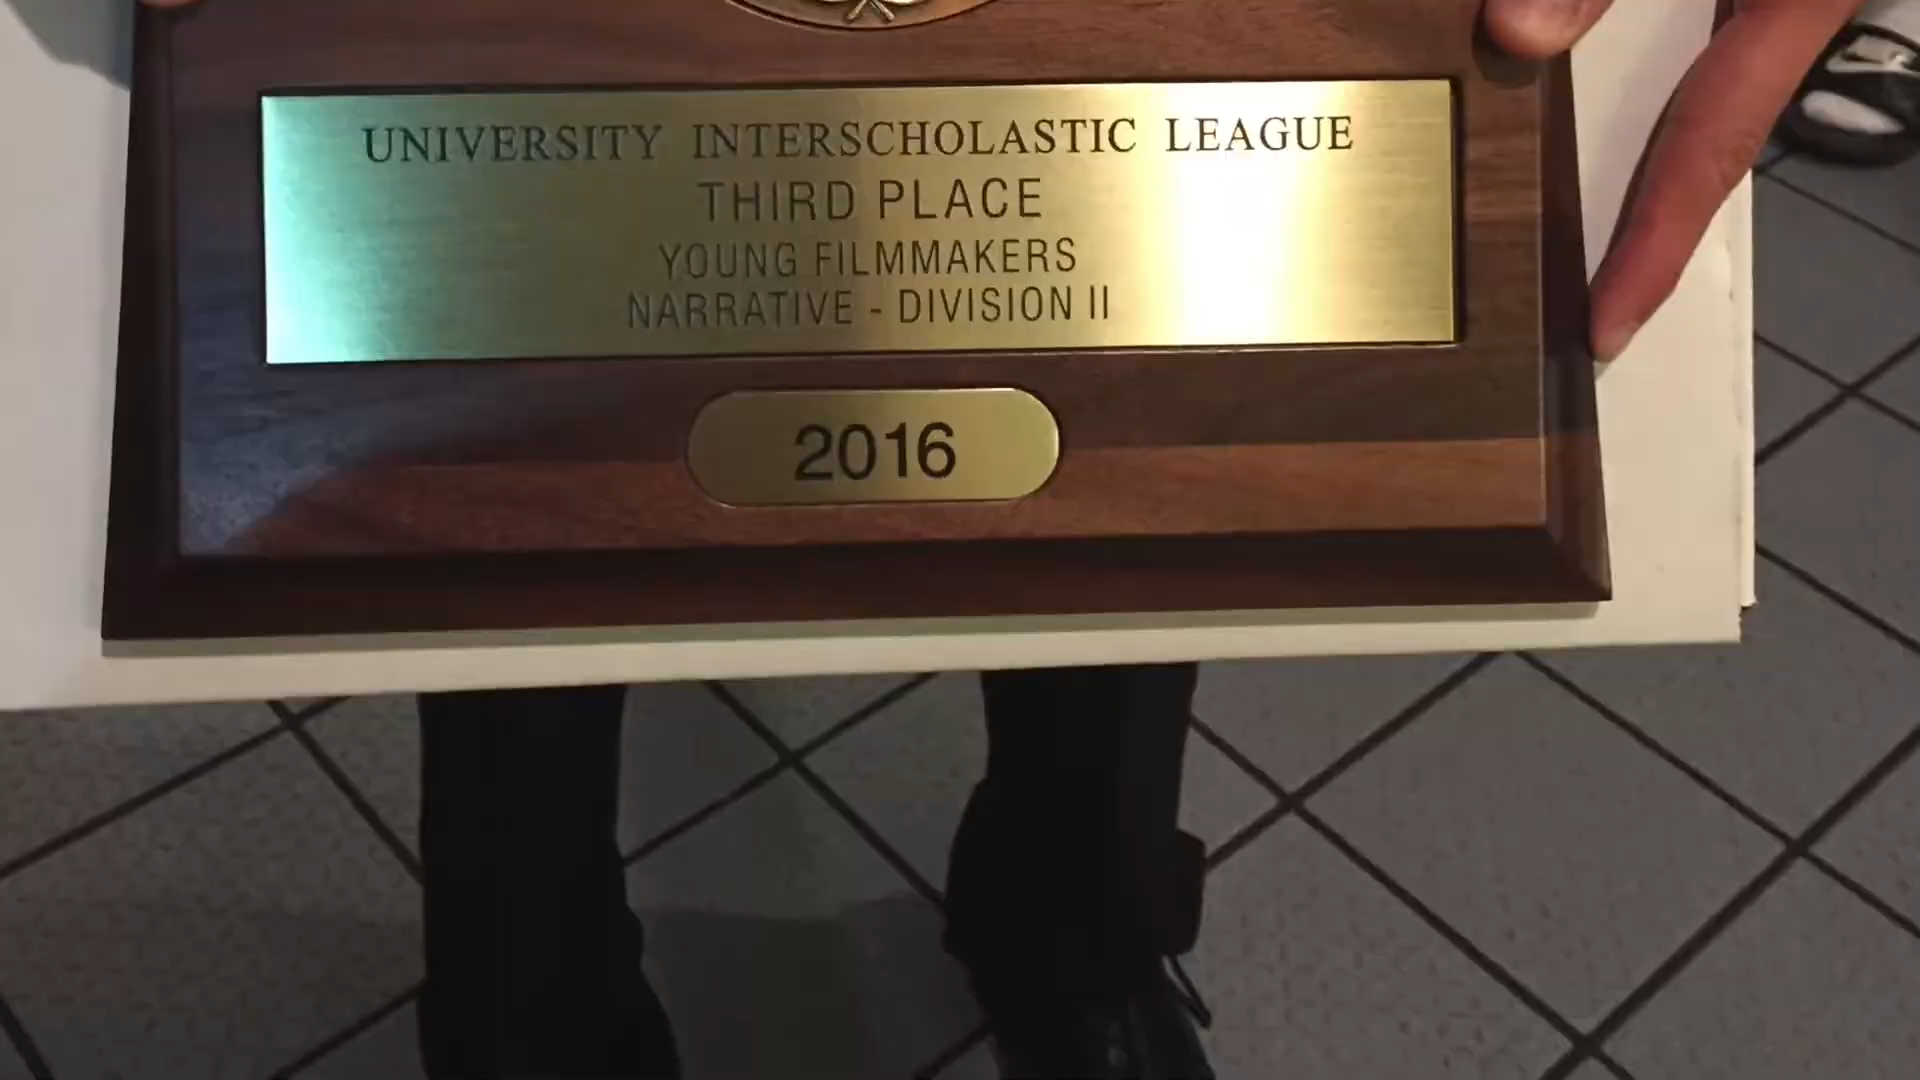 UNIVERSITY INTERSCHOLASTIC LEAGUE
THIRD PLACE
YOUNG FILMMAKERS
NARRATIVE - DIVISION II
2016